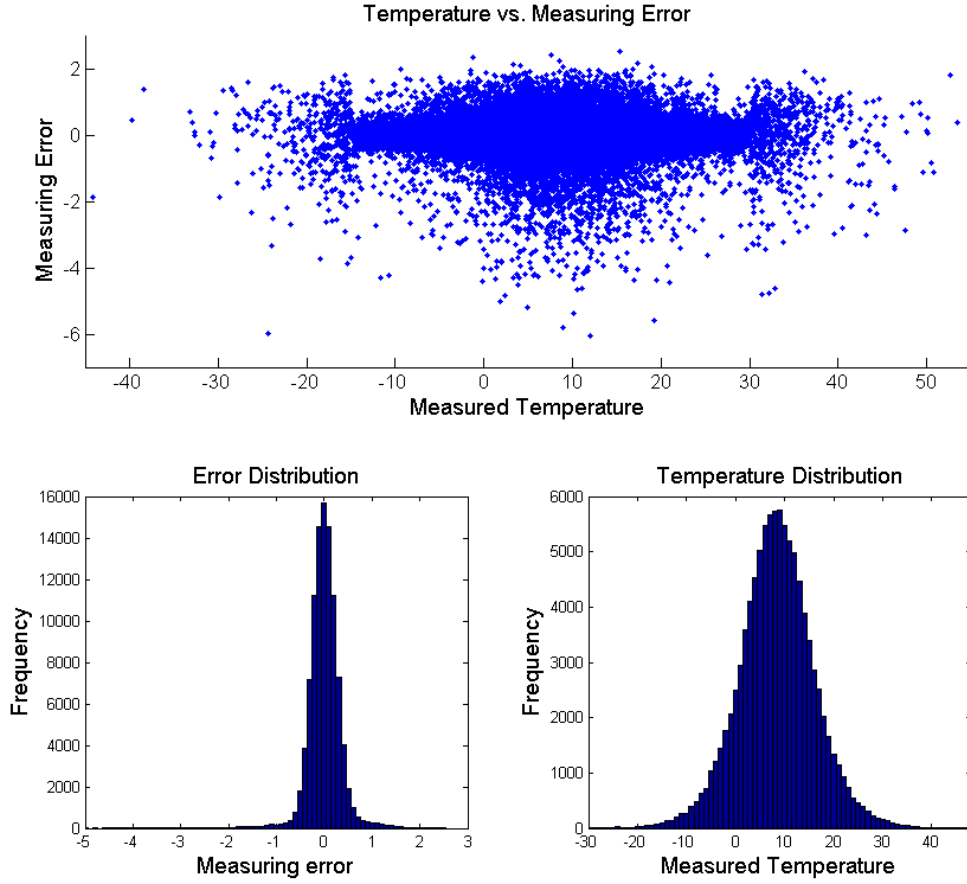 Temperature vs. Measuring Error
2
0
-2
-4
-6
Measuring Error
-40 -30 -20 -10 0 10 20 30 40 50
Measured Temperature
Error Distribution
16000
14000
12000
10000
8000
6000
4000
2000
0
Frequency
-5 -4 -3 -2 -1 0 1 2 3
Measuring error
Temperature Distribution
6000
5000
4000
3000
2000
1000
0
Frequency
-30 -20 -10 0 10 20 30 40
Measured Temperature